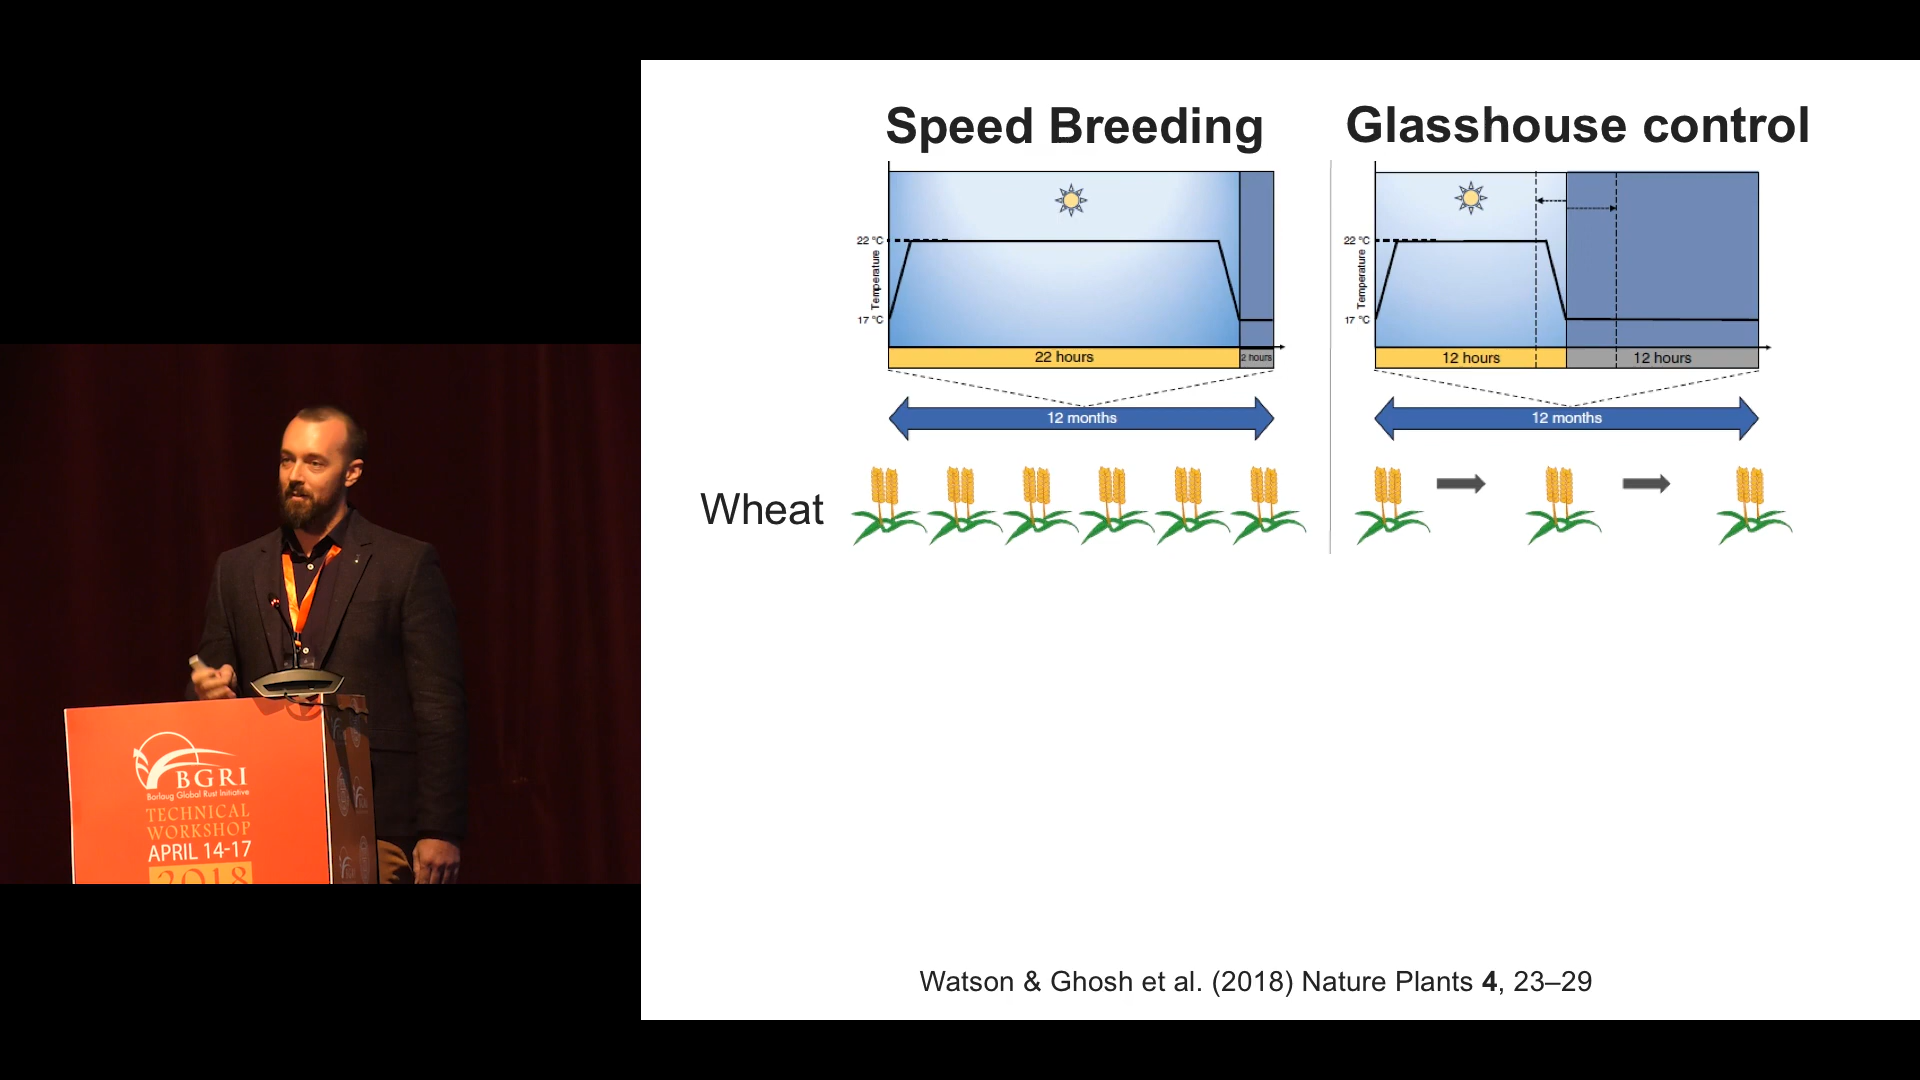 Speed Breeding
Glasshouse control
22 °C
Temperature
17 °C
22 hours
2 hours
12 months
22 °C
Temperature
17 °C
12 hours
12 hours
12 months
Wheat
Watson & Ghosh et al. (2018) Nature Plants 4, 23–29
BGRI
Borlaug Global Rust Initiative
TECHNICAL
WORKSHOP
APRIL 14-17
2018